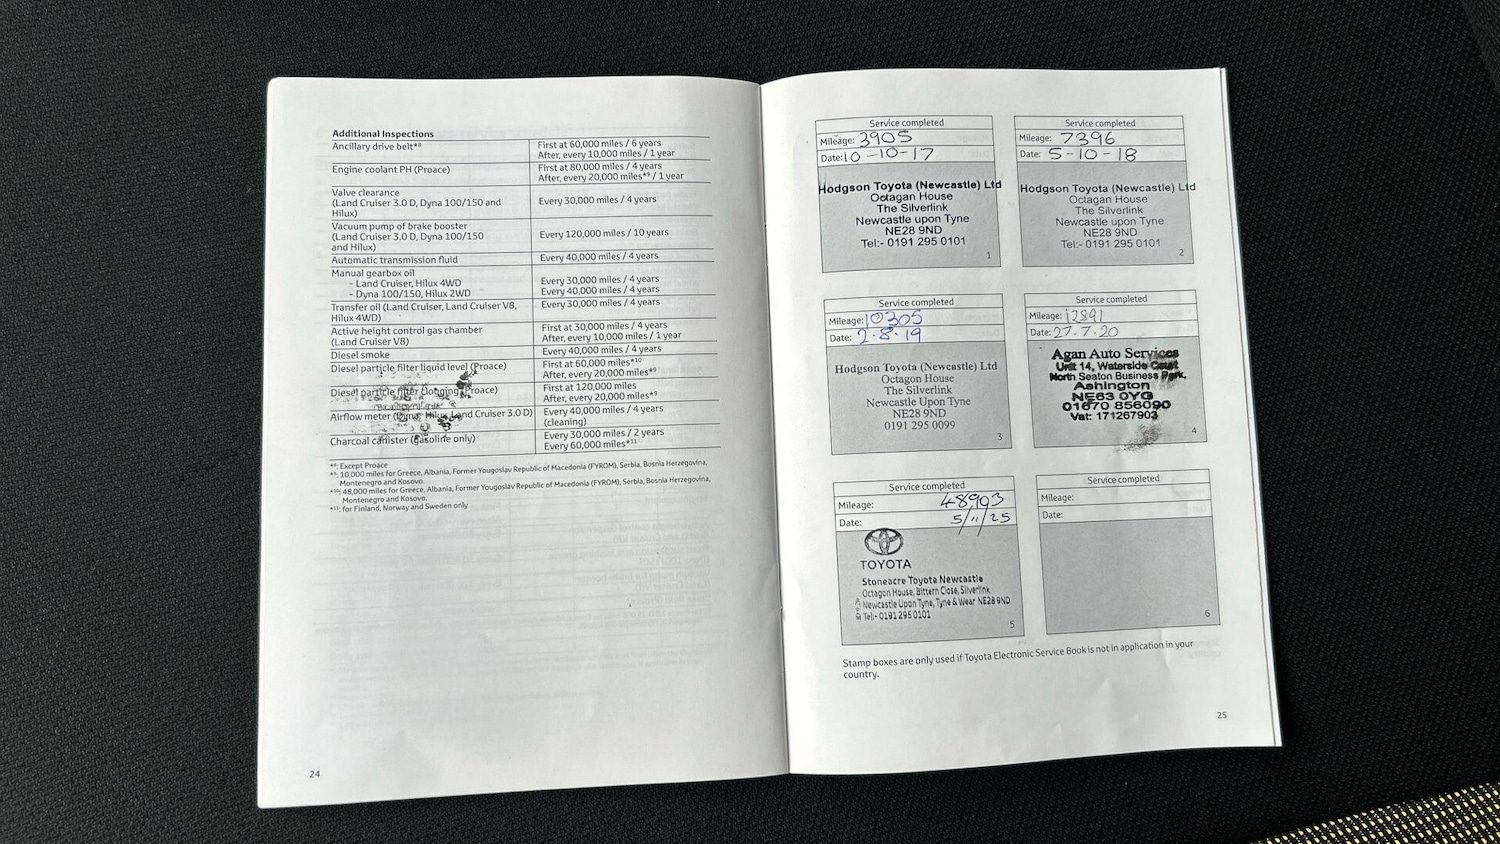 Additional Inspections
Ancillary drive belt*⁸ First at 60,000 miles / 6 years
After, every 10,000 miles / 1 year
Engine coolant PH (Proace) First at 80,000 miles / 4 years
After, every 20,000 miles*⁹ / 1 year
Valve clearance
(Land Cruiser 3.0 D, Dyna 100/150 and Every 30,000 miles / 4 years
Hilux)
Vacuum pump of brake booster
(Land Cruiser 3.0 D, Dyna 100/150 Every 120,000 miles / 10 years
and Hilux)
Automatic transmission fluid Every 40,000 miles / 4 years
Manual gearbox oil
- Land Cruiser, Hilux 4WD Every 30,000 miles / 4 years
- Dyna 100/150, Hilux 2WD Every 40,000 miles / 4 years
Transfer oil (Land Cruiser, Land Cruiser V8, Every 30,000 miles / 4 years
Hilux 4WD)
Active height control gas chamber First at 30,000 miles / 4 years
(Land Cruiser V8) After, every 10,000 miles / 1 year
Diesel smoke Every 40,000 miles / 4 years
Diesel particle filter liquid level (Proace) First at 60,000 miles*¹⁰
After, every 20,000 miles*⁹
Diesel particle filter clogging (Proace) First at 120,000 miles
After, every 20,000 miles*⁹
Airflow meter (Dyna, Hilux, Land Cruiser 3.0 D) Every 40,000 miles / 4 years
(cleaning)
Charcoal canister (gasoline only) Every 30,000 miles / 2 years
Every 60,000 miles*¹¹
*⁸: Except Proace
*⁹: 10,000 miles for Greece, Albania, Former Yougoslav Republic of Macedonia (FYROM), Serbia, Bosnia Herzegovina,
Montenegro and Kosovo.
*¹⁰: 48,000 miles for Greece, Albania, Former Yougoslav Republic of Macedonia (FYROM), Serbia, Bosnia Herzegovina,
Montenegro and Kosovo.
*¹¹: for Finland, Norway and Sweden only
24
Service completed
Mileage: 3905
Date: 10-10-17
Hodgson Toyota (Newcastle) Ltd
Octagan House
The Silverlink
Newcastle upon Tyne
NE28 9ND
Tel:- 0191 295 0101
1
Service completed
Mileage: 7396
Date: 5-10-18
Hodgson Toyota (Newcastle) Ltd
Octagan House
The Silverlink
Newcastle upon Tyne
NE28 9ND
Tel:- 0191 295 0101
2
Service completed
Mileage: 10305
Date: 2.8.19
Hodgson Toyota (Newcastle) Ltd
Octagon House
The Silverlink
Newcastle Upon Tyne
NE28 9ND
0191 295 0099
3
Service completed
Mileage: 12891
Date: 27.7.20
Agan Auto Services
Unit 14, Waterside Court
North Seaton Business Park,
Ashington
NE63 0YG
01670 856090
Vat: 171267903
4
Service completed
Mileage: 48903
Date: 5/11/25
TOYOTA
Stoneacre Toyota Newcastle
Octagon House, Bittern Close, Silverlink
Newcastle Upon Tyne, Tyne & Wear NE28 9ND
Tel:- 0191 295 0101
5
Service completed
Mileage:
Date:
6
Stamp boxes are only used if Toyota Electronic Service Book is not in application in your
country.
25